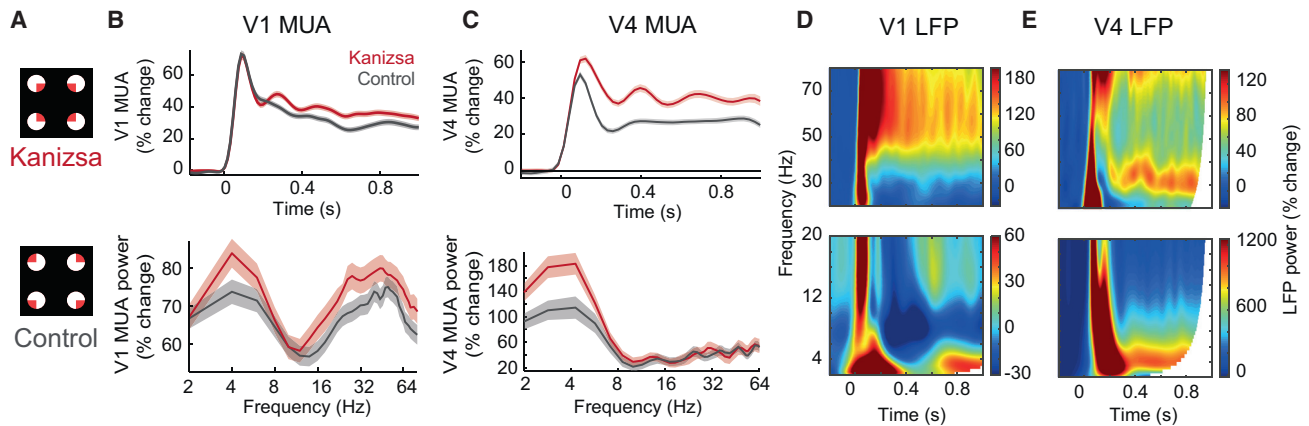 A
Kanizsa
Control
B
V1 MUA
V1 MUA
(% change)
80
60
40
20
0
Kanizsa
Control
0
0.4
0.8
Time (s)
V1 MUA power
(% change)
80
70
60
2
4
8
16
32
64
Frequency (Hz)
C
V4 MUA
V4 MUA
(% change)
60
40
20
0
0
0.4
0.8
Time (s)
V4 MUA power
(% change)
180
140
100
60
20
2
4
8
16
32
64
Frequency (Hz)
D
V1 LFP
Frequency (Hz)
70
50
30
180
120
60
0
20
12
4
60
30
0
-30
0
0.4
0.8
Time (s)
E
V4 LFP
120
80
40
0
1200
600
0
LFP power (% change)
0
0.4
0.8
Time (s)